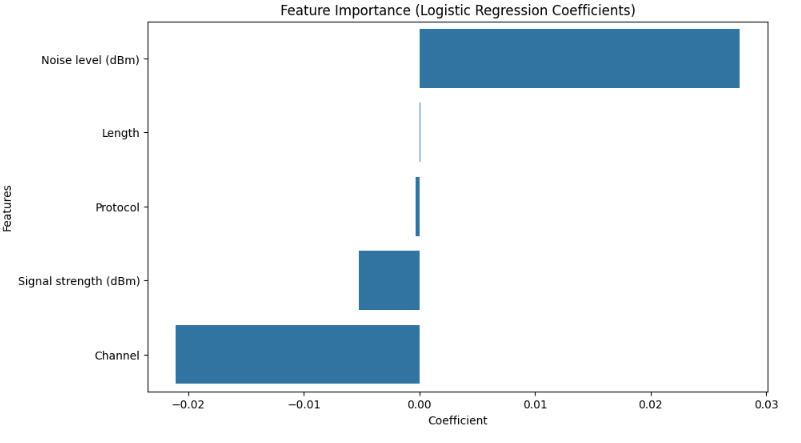 Feature Importance (Logistic Regression Coefficients)
Noise level (dBm)
Length
Protocol
Signal strength (dBm)
Channel
Features
−0.02
−0.01
0.00
0.01
0.02
0.03
Coefficient